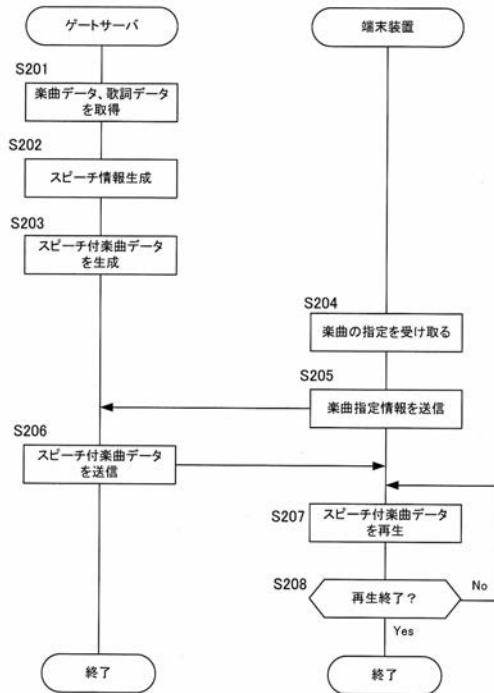 ゲートサーバ
端末装置
S201
楽曲データ、歌詞データ
を取得
S202
スピーチ情報生成
S203
スピーチ付楽曲データ
を生成
S204
楽曲の指定を受け取る
S205
楽曲指定情報を送信
S206
スピーチ付楽曲データ
を送信
S207
スピーチ付楽曲データ
を再生
S208
再生終了?
No
Yes
終了
終了